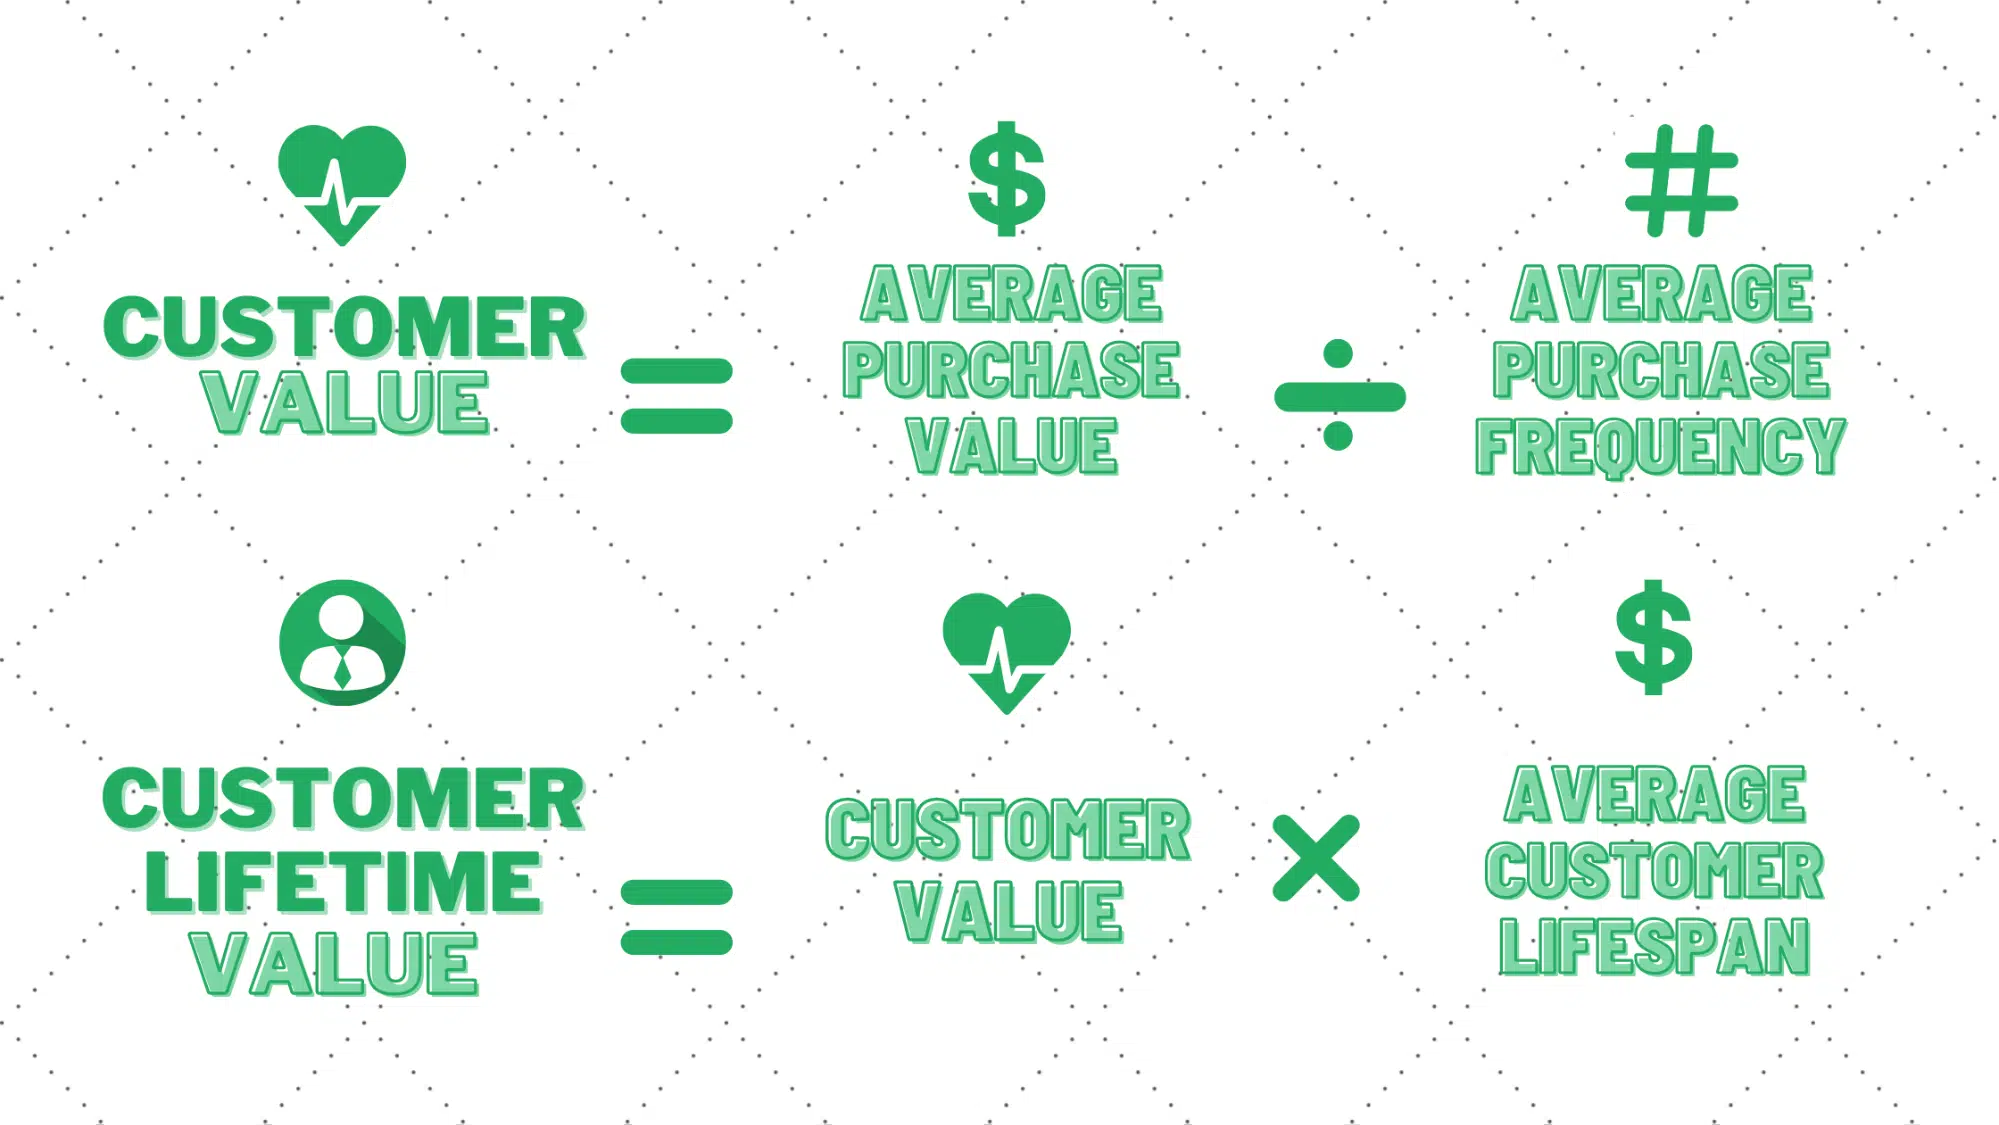 $
#
CUSTOMER
VALUE
=
AVERAGE
PURCHASE
VALUE
÷
AVERAGE
PURCHASE
FREQUENCY
$
CUSTOMER
LIFETIME
VALUE
=
CUSTOMER
VALUE
×
AVERAGE
CUSTOMER
LIFESPAN